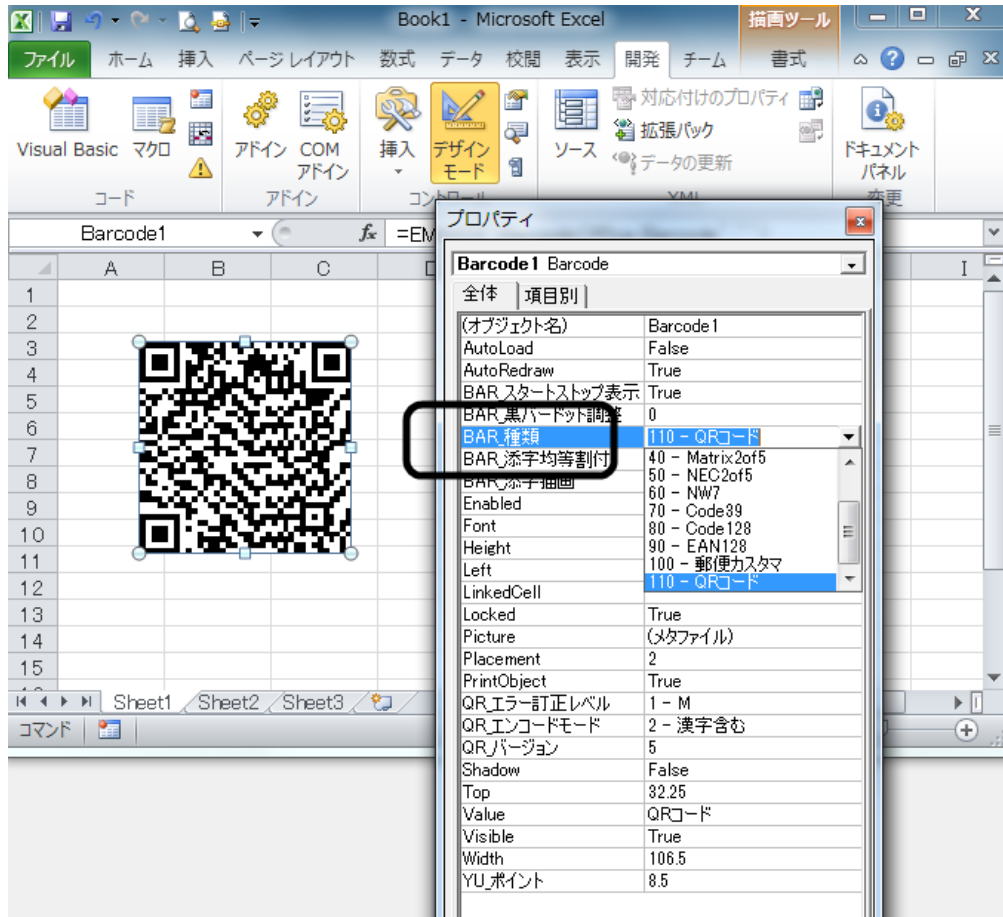 Book1 - Microsoft Excel
描画ツール
ファイル ホーム 挿入 ページ レイアウト 数式 データ 校閲 表示 開発 チーム 書式
Visual Basic マクロ
コード
アドイン COM アドイン
アドイン
挿入 デザイン モード
コントロール
ソース
対応付けのプロパティ
拡張パック
データの更新
XML
ドキュメント パネル
変更
Barcode1 fx =EM
A B C D I
1
2
3
4
5
6
7
8
9
10
11
12
13
14
15
Sheet1 Sheet2 Sheet3
コマンド
プロパティ
Barcode1 Barcode
全体 項目別
(オブジェクト名) Barcode1
AutoLoad False
AutoRedraw True
BAR_スタートストップ表示 True
BAR_黒バードット調整 0
BAR_種類 110 - QRコード
BAR_添字均等割付
BAR_添字描画
Enabled
Font
Height
Left
LinkedCell
40 - Matrix2of5
50 - NEC2of5
60 - NW7
70 - Code39
80 - Code128
90 - EAN128
100 - 郵便カスタマ
110 - QRコード
Locked True
Picture (メタファイル)
Placement 2
PrintObject True
QR_エラー訂正レベル 1 - M
QR_エンコードモード 2 - 漢字含む
QR_バージョン 5
Shadow False
Top 32.25
Value QRコード
Visible True
Width 106.5
YU_ポイント 8.5